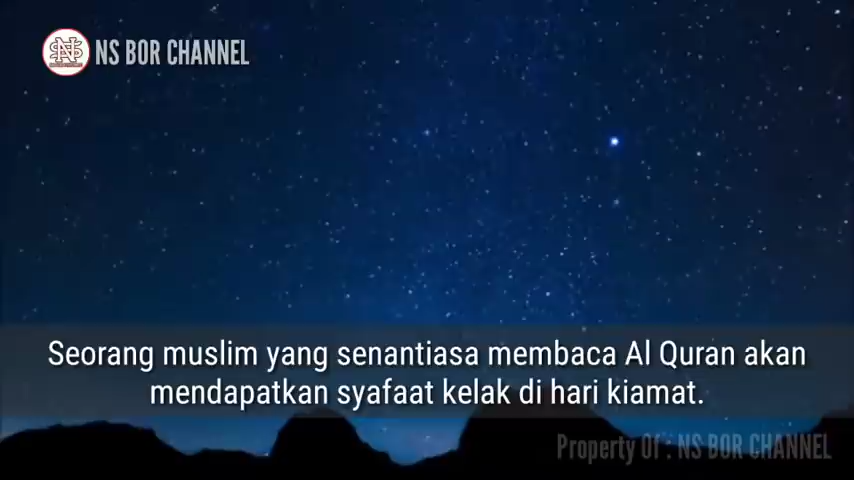 NS BOR CHANNEL
Seorang muslim yang senantiasa membaca Al Quran akan
mendapatkan syafaat kelak di hari kiamat.
Property Of : NS BOR CHANNEL